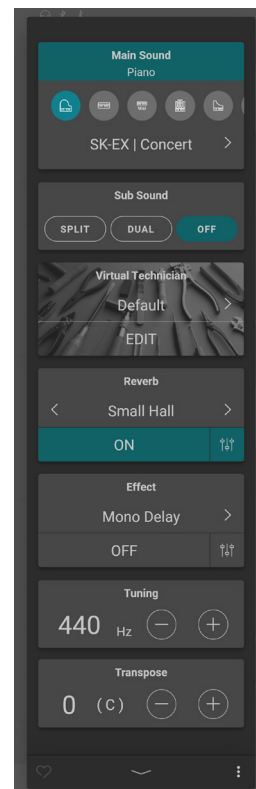 Main Sound
Piano
SK-EX | Concert
Sub Sound
SPLIT DUAL OFF
Virtual Technician
Default
EDIT
Reverb
Small Hall
ON
Effect
Mono Delay
OFF
Tuning
440 Hz
Transpose
0 (C)